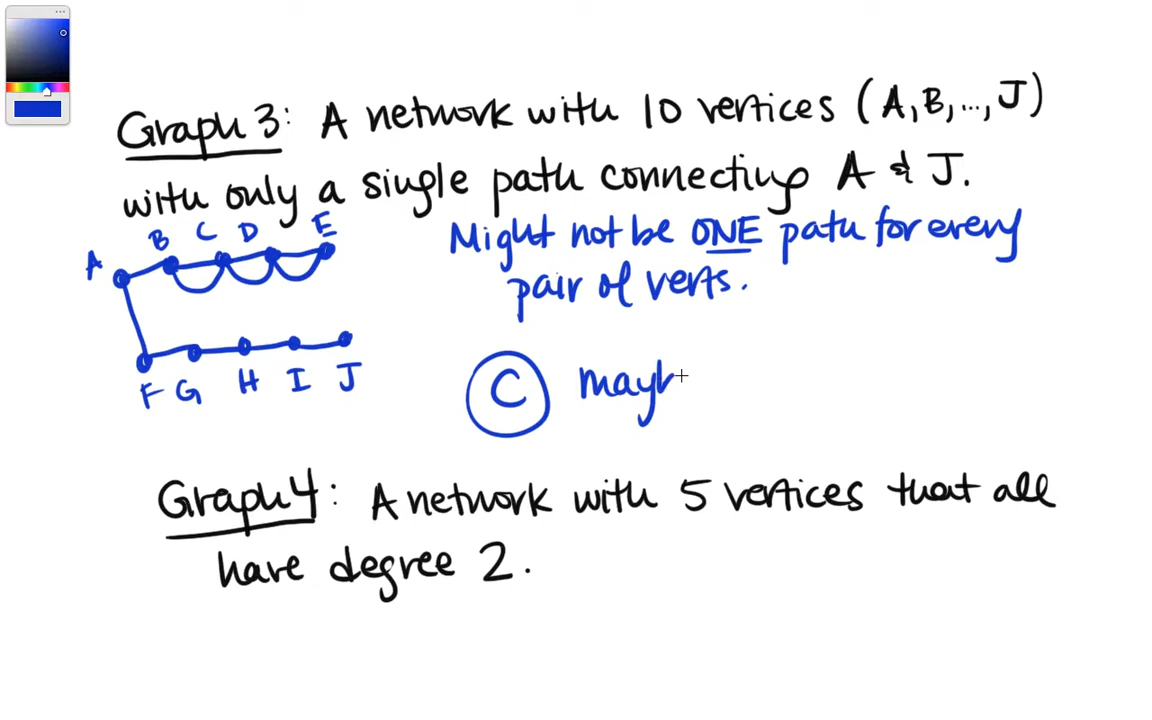 Graph 3: A network with 10 vertices (A, B, ..., J)
with only a single path connecting A & J.
A B C D E
Might not be ONE path for every
pair of verts.
F G H I J
C mayb
Graph 4: A network with 5 vertices that all
have degree 2.